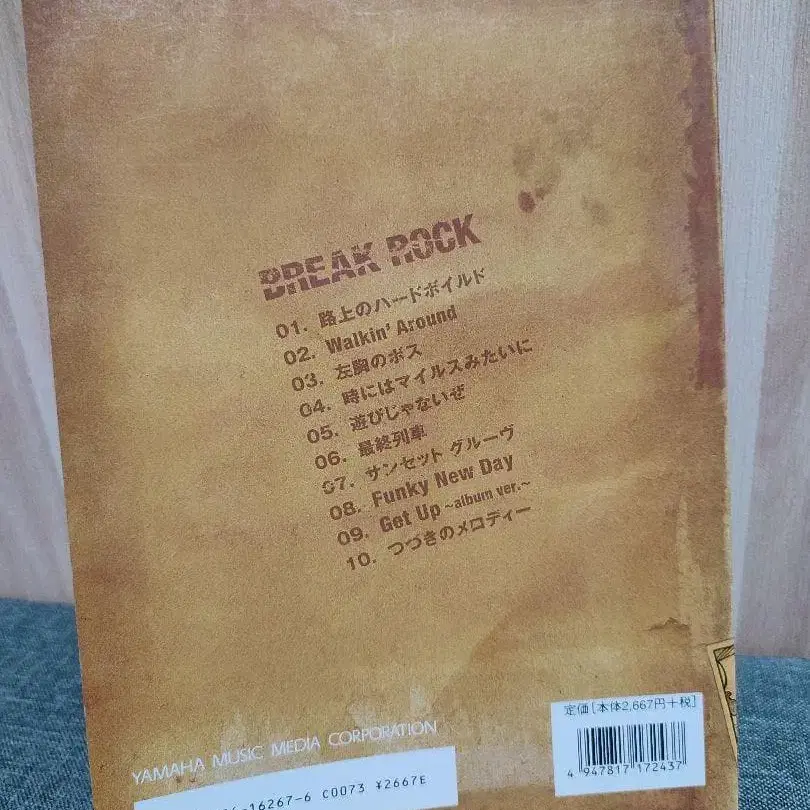 BREAK ROCK
01. 路上のハードボイルド
02. Walkin' Around
03. 左胸のボス
04. 時にはマイルスみたいに
05. 遊びじゃないぜ
06. 最終列車
07. サンセット グルーヴ
08. Funky New Day
09. Get Up ~album ver.~
10. つづきのメロディー
YAMAHA MUSIC MEDIA CORPORATION
16267-6 C0073 ¥2667E
定価[本体2,667円+税]
4 947817 172437